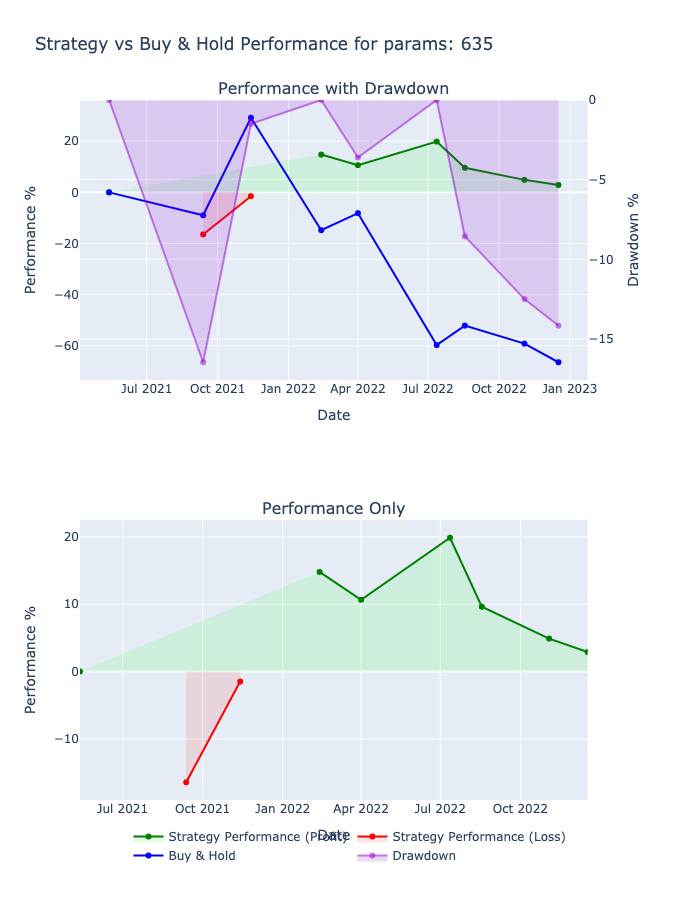 Strategy vs Buy & Hold Performance for params: 635
Performance with Drawdown
20
0
−20
−40
−60
Performance %
0
−5
−10
−15
Drawdown %
Jul 2021 Oct 2021 Jan 2022 Apr 2022 Jul 2022 Oct 2022 Jan 2023
Date
Performance Only
20
10
0
−10
Performance %
Jul 2021 Oct 2021 Jan 2022 Apr 2022 Jul 2022 Oct 2022
Date
Strategy Performance (Profit) Strategy Performance (Loss)
Buy & Hold Drawdown